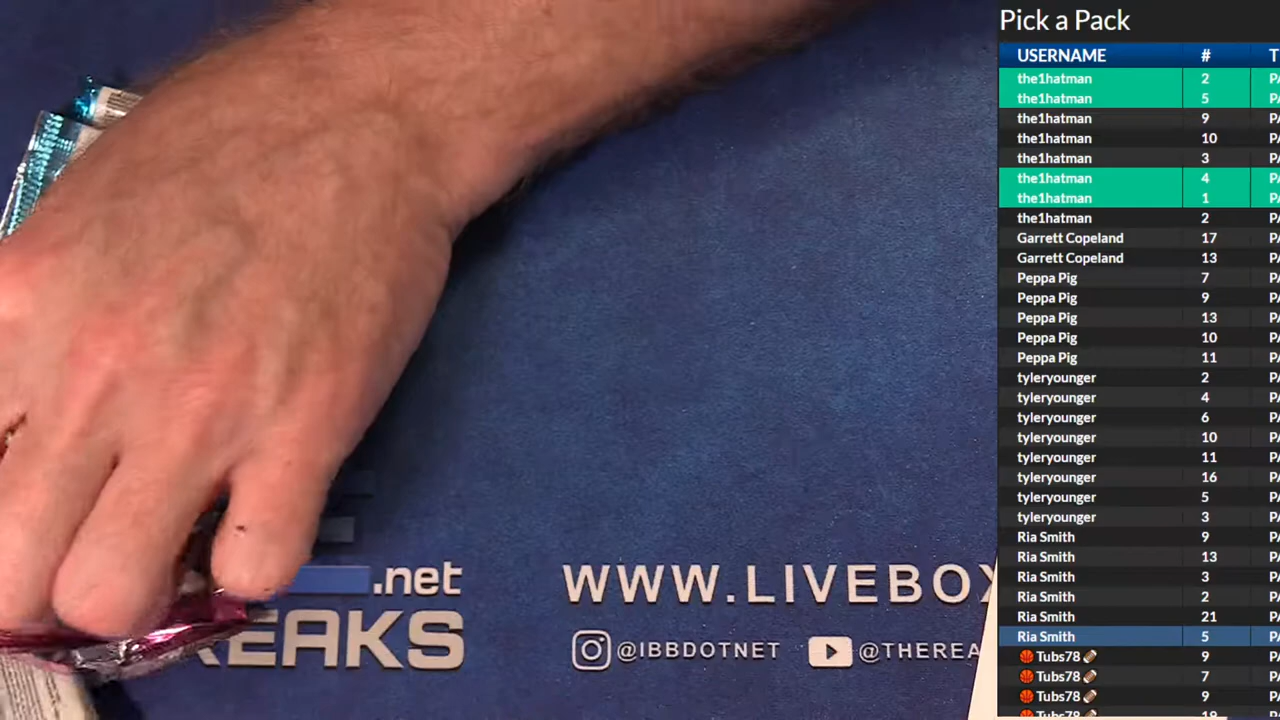 Pick a Pack
USERNAME #
the1hatman 2
the1hatman 5
the1hatman 9
the1hatman 10
the1hatman 3
the1hatman 4
the1hatman 1
the1hatman 2
Garrett Copeland 17
Garrett Copeland 13
Peppa Pig 7
Peppa Pig 9
Peppa Pig 13
Peppa Pig 10
Peppa Pig 11
tyleryounger 2
tyleryounger 4
tyleryounger 6
tyleryounger 10
tyleryounger 11
tyleryounger 16
tyleryounger 5
tyleryounger 3
Ria Smith 9
Ria Smith 13
Ria Smith 3
Ria Smith 2
Ria Smith 21
Ria Smith 5
🏀 Tubs78 🏈 9
🏀 Tubs78 🏈 7
🏀 Tubs78 🏈 9
🏀 Tubs78 🏈
.net
EAKS
WWW.LIVEBOX
@IBBDOTNET @THEREA